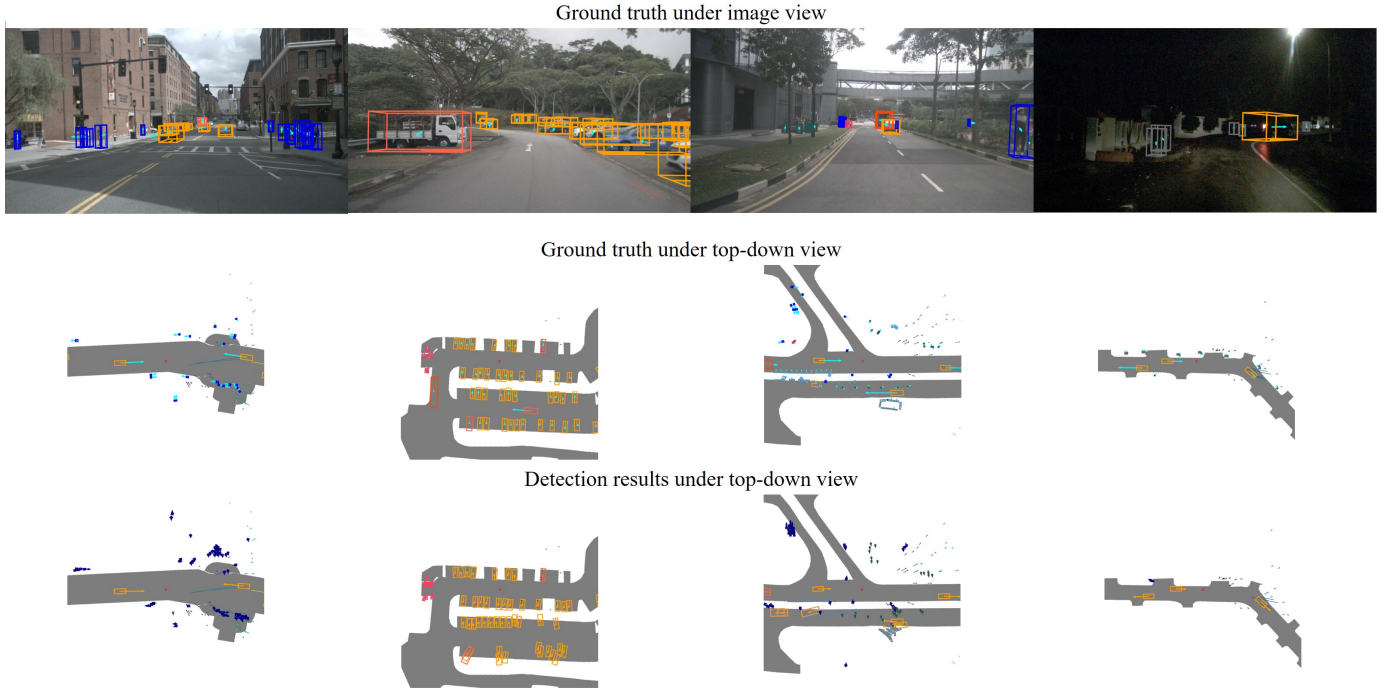 Ground truth under image view
Ground truth under top-down view
Detection results under top-down view